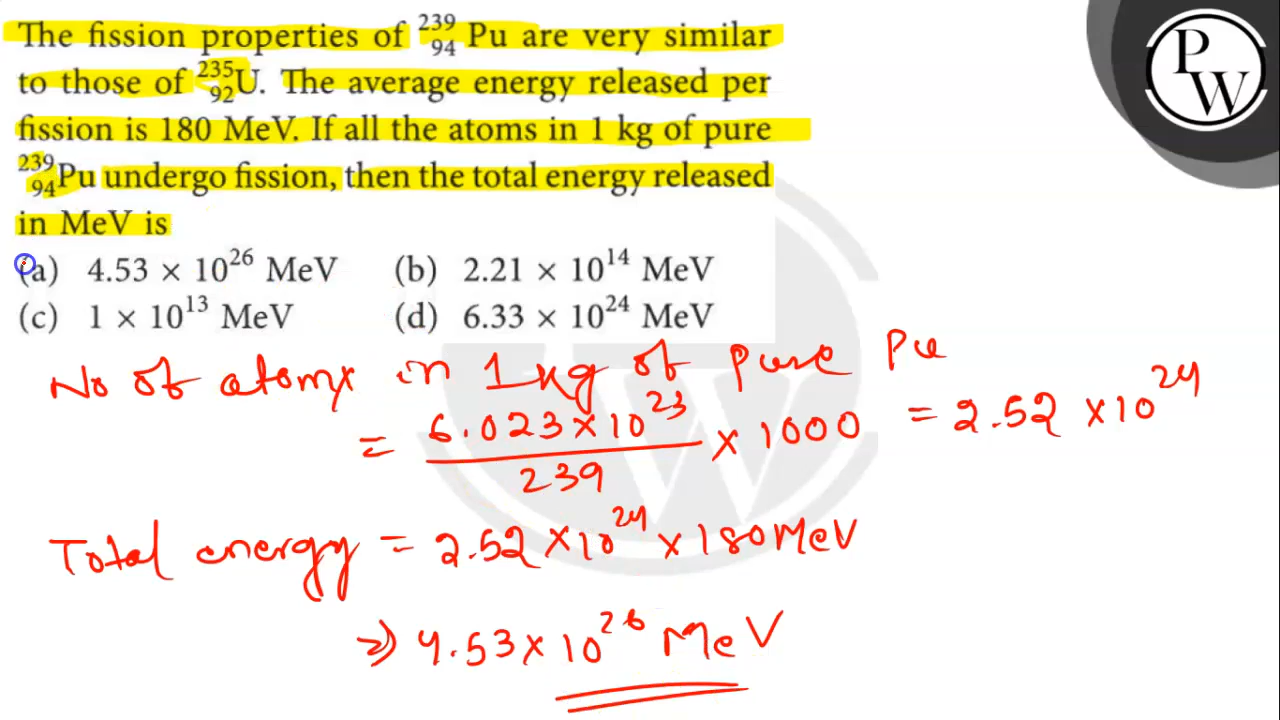 The fission properties of ²³⁹₉₄Pu are very similar
to those of ²³⁵₉₂U. The average energy released per
fission is 180 MeV. If all the atoms in 1 kg of pure
²³⁹₉₄Pu undergo fission, then the total energy released
in MeV is
(a) 4.53 × 10²⁶ MeV (b) 2.21 × 10¹⁴ MeV
(c) 1 × 10¹³ MeV (d) 6.33 × 10²⁴ MeV
No of atomx in 1 kg of pure Pu
= 6.023×10²³ / 239 × 1000 = 2.52 × 10²⁴
Total energy = 2.52 × 10²⁴ × 180 MeV
⇒ 4.53 × 10²⁶ MeV
P
W